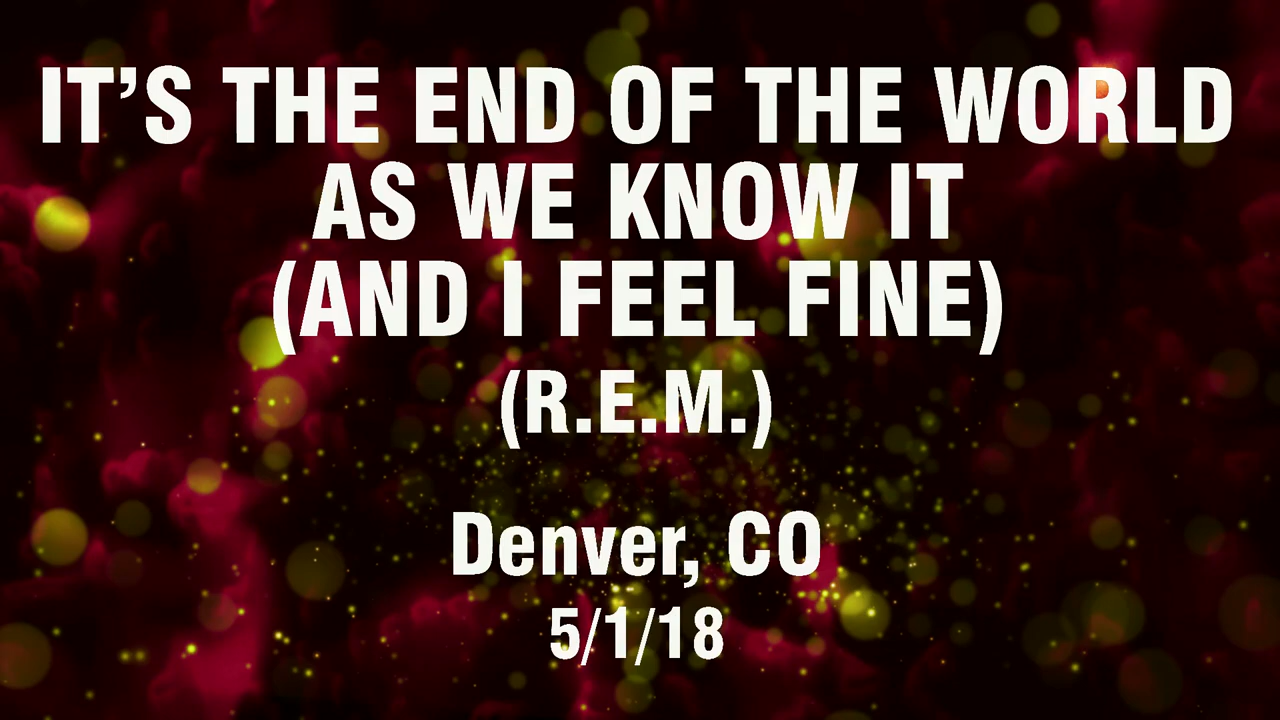 IT’S THE END OF THE WORLD
AS WE KNOW IT
(AND I FEEL FINE)
(R.E.M.)
Denver, CO
5/1/18